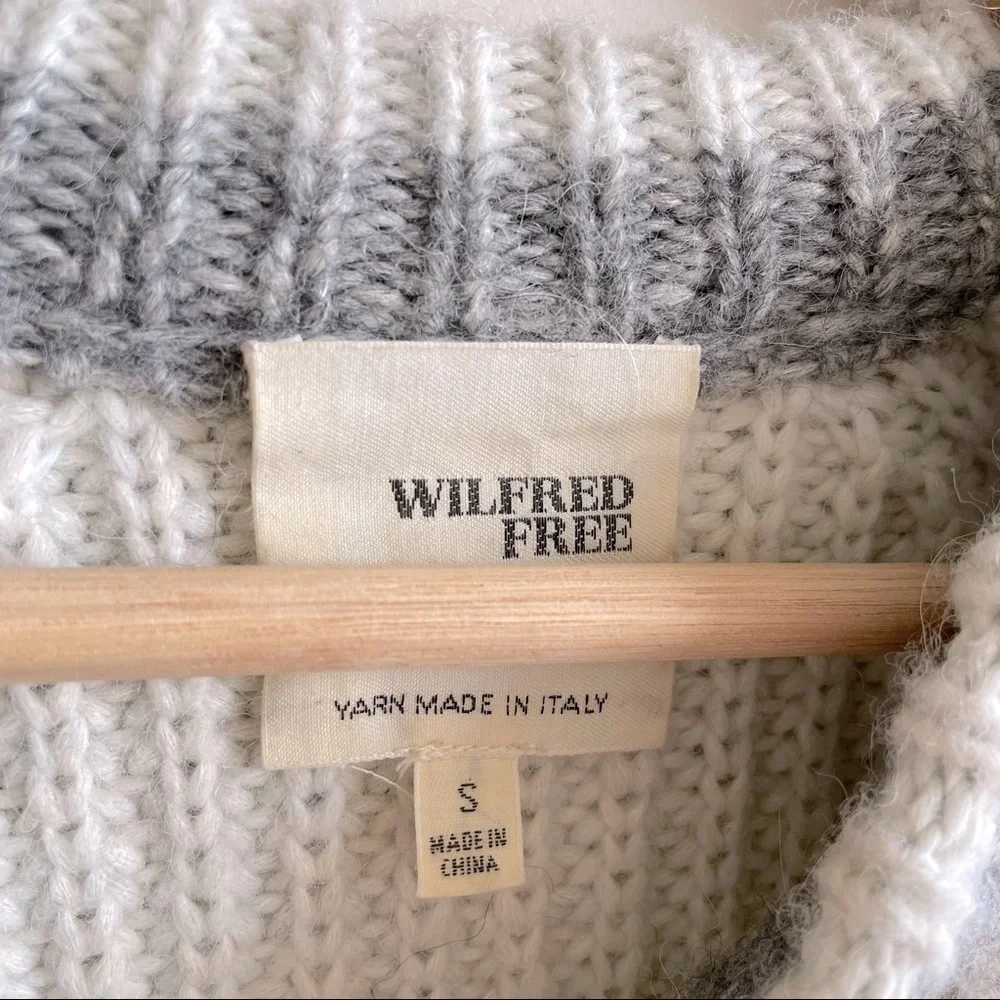 WILFRED
FREE
YARN MADE IN ITALY
S
MADE IN
CHINA